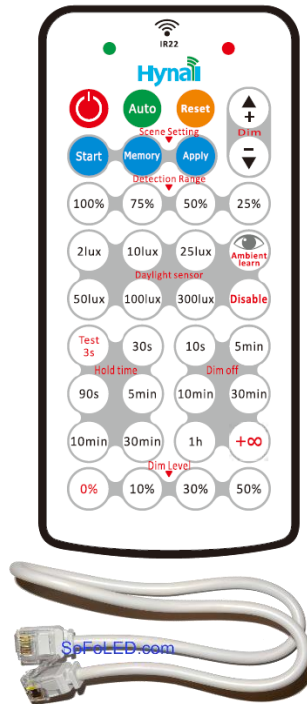 IR22
Hynall
Auto Reset
+
Scene Setting
Dim
Start Memory Apply
−
Detection Range
100% 75% 50% 25%
2lux 10lux 25lux Ambient
learn
Daylight sensor
50lux 100lux 300lux Disable
Test
3s 30s 10s 5min
Hold time Dim off
90s 5min 10min 30min
10min 30min 1h +∞
Dim Level
0% 10% 30% 50%
SoFoLED.com